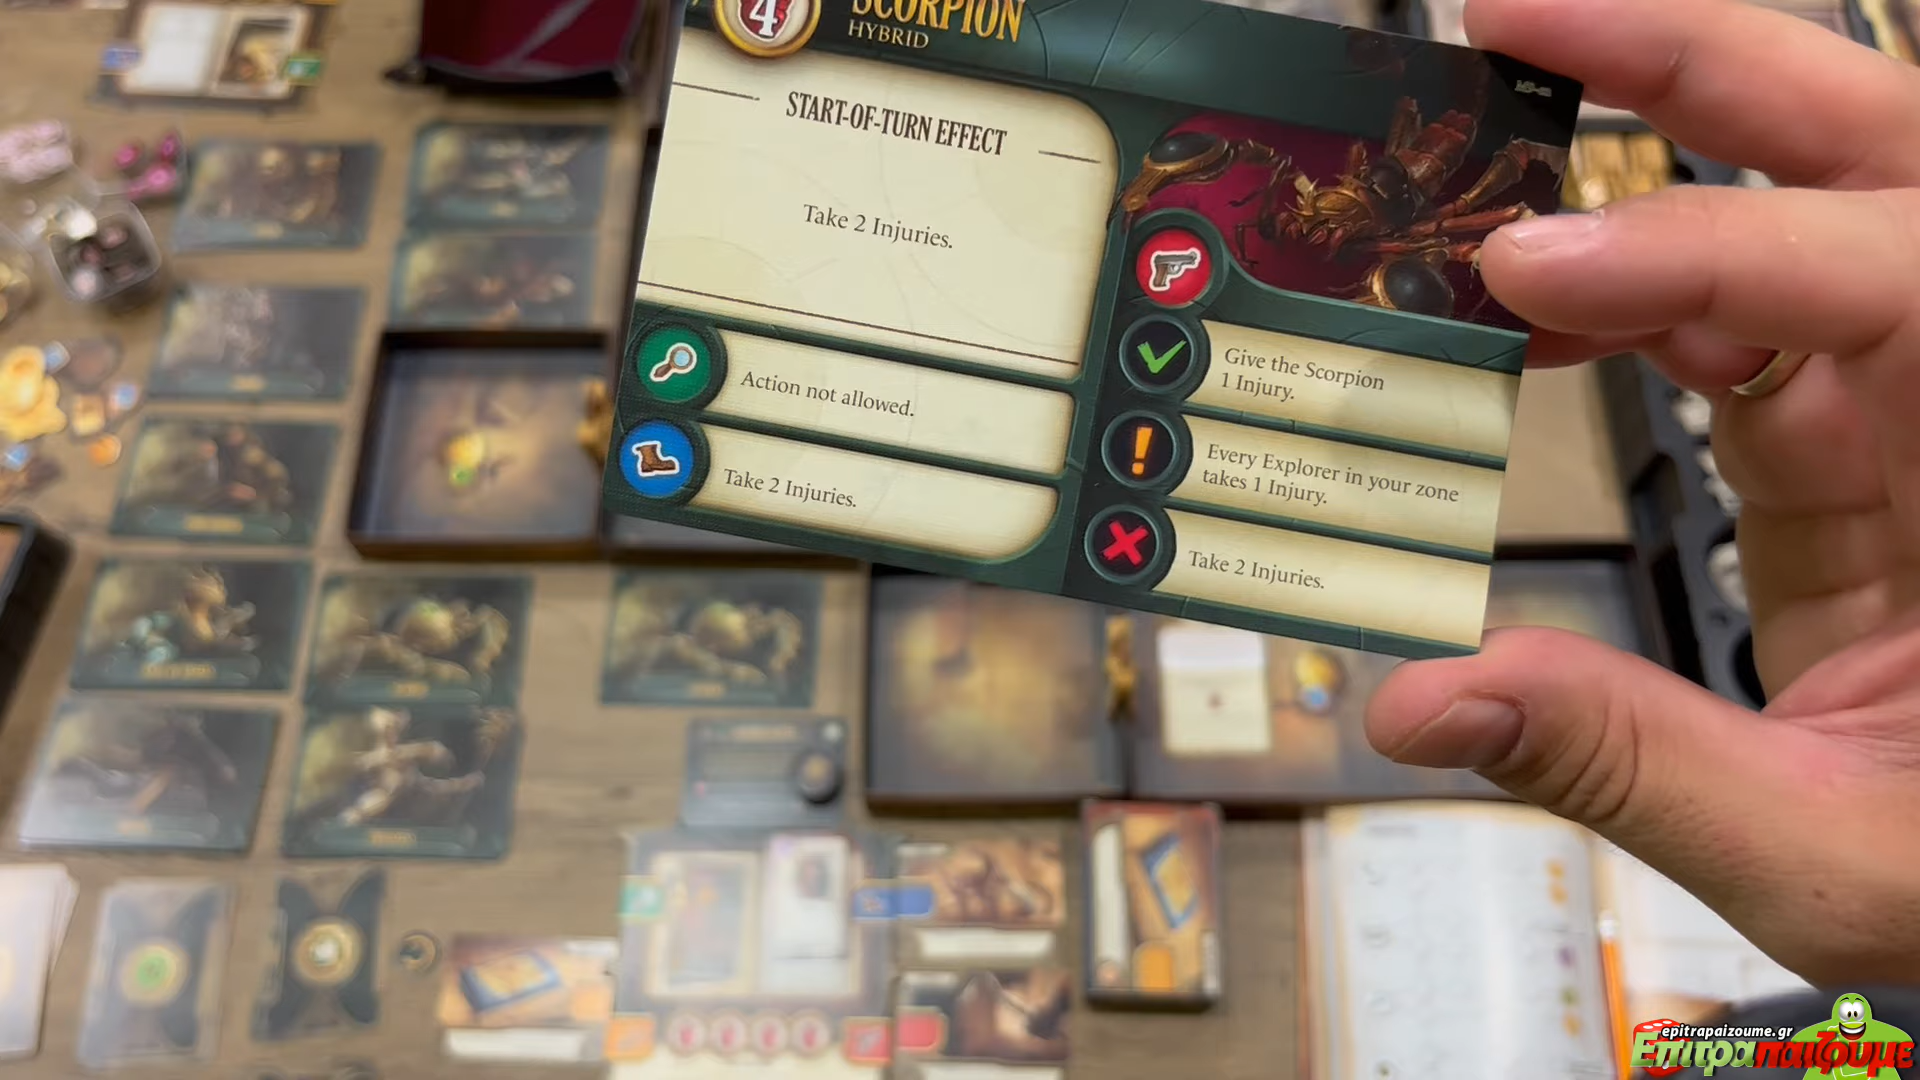 4
SCORPION
HYBRID
START-OF-TURN EFFECT
Take 2 Injuries.
Action not allowed.
Take 2 Injuries.
Give the Scorpion
1 Injury.
Every Explorer in your zone
takes 1 Injury.
Take 2 Injuries.
epitrapaizoume.gr
Επιτραπαίζουμε